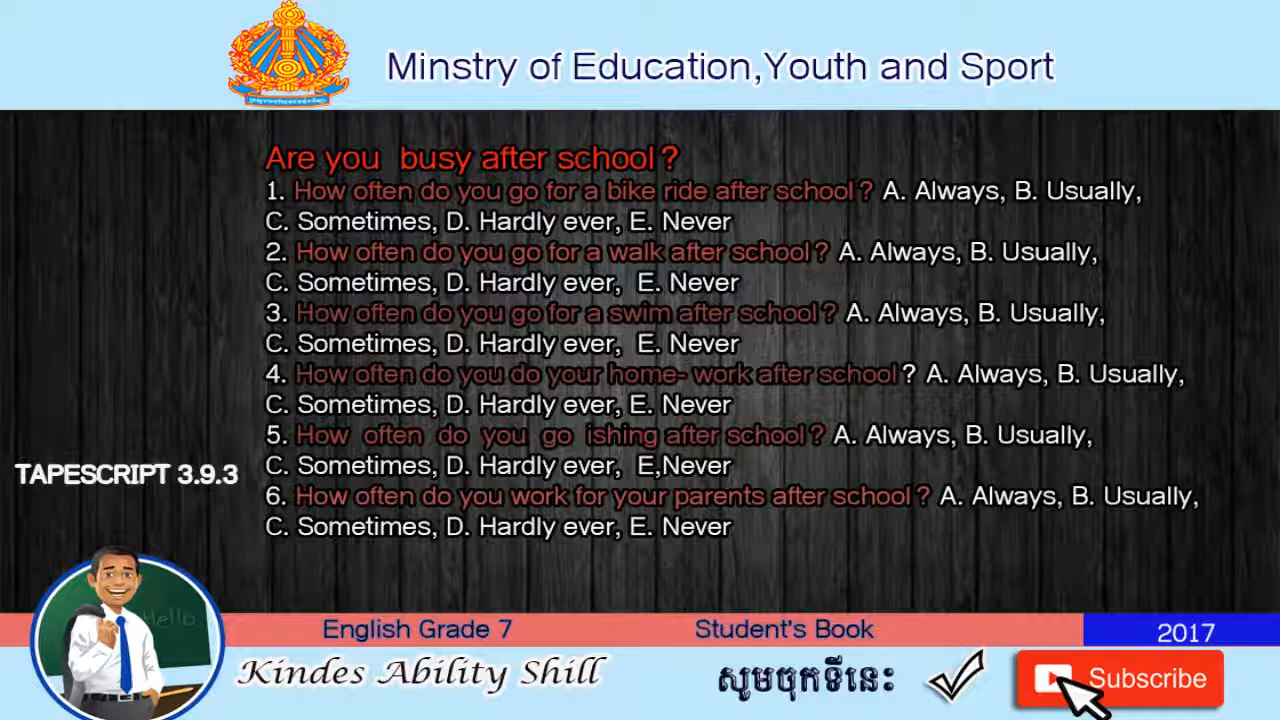 Minstry of Education,Youth and Sport
Are you busy after school?
1. How often do you go for a bike ride after school? A. Always, B. Usually,
C. Sometimes, D. Hardly ever, E. Never
2. How often do you go for a walk after school? A. Always, B. Usually,
C. Sometimes, D. Hardly ever, E. Never
3. How often do you go for a swim after school? A. Always, B. Usually,
C. Sometimes, D. Hardly ever, E. Never
4. How often do you do your home- work after school? A. Always, B. Usually,
C. Sometimes, D. Hardly ever, E. Never
5. How often do you go ishing after school? A. Always, B. Usually,
C. Sometimes, D. Hardly ever, E,Never
TAPESCRIPT 3.9.3
6. How often do you work for your parents after school? A. Always, B. Usually,
C. Sometimes, D. Hardly ever, E. Never
Hello
English Grade 7 Student's Book 2017
Kindes Ability Shill សូមចុកទីនេះ Subscribe